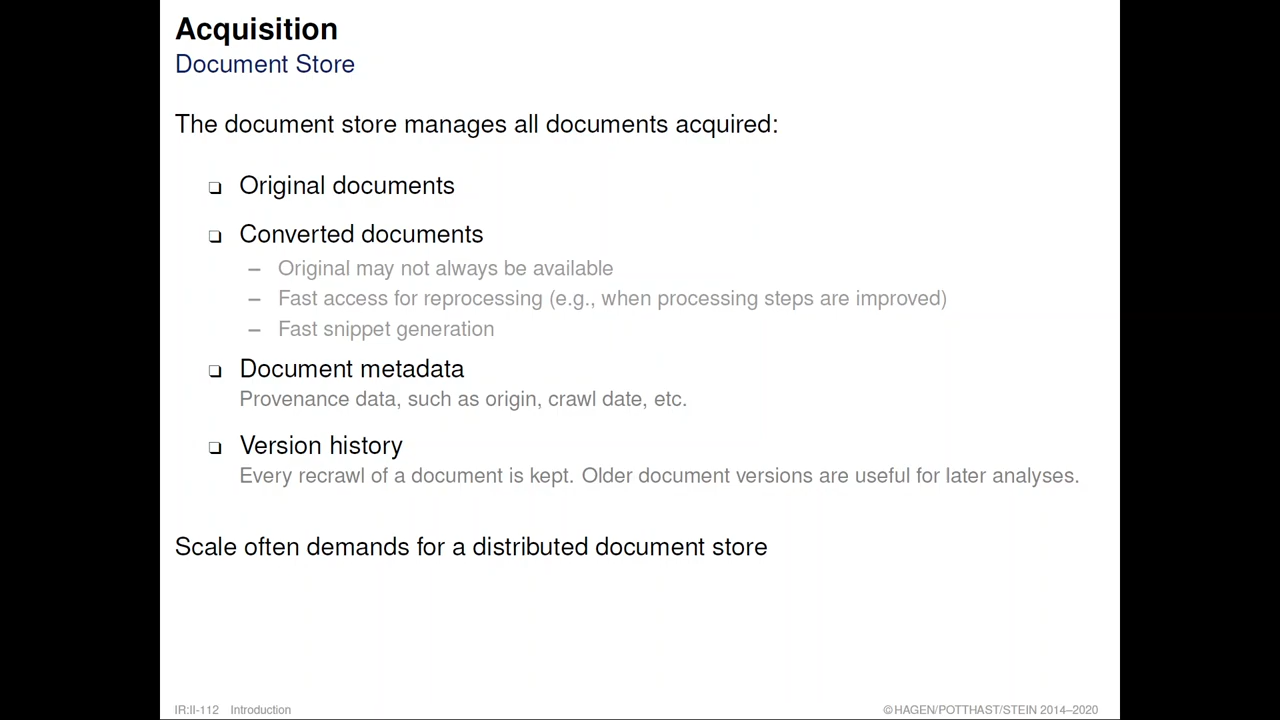 Acquisition
Document Store
The document store manages all documents acquired:
❏ Original documents
❏ Converted documents
– Original may not always be available
– Fast access for reprocessing (e.g., when processing steps are improved)
– Fast snippet generation
❏ Document metadata
Provenance data, such as origin, crawl date, etc.
❏ Version history
Every recrawl of a document is kept. Older document versions are useful for later analyses.
Scale often demands for a distributed document store
IR:II-112 Introduction
©HAGEN/POTTHAST/STEIN 2014–2020